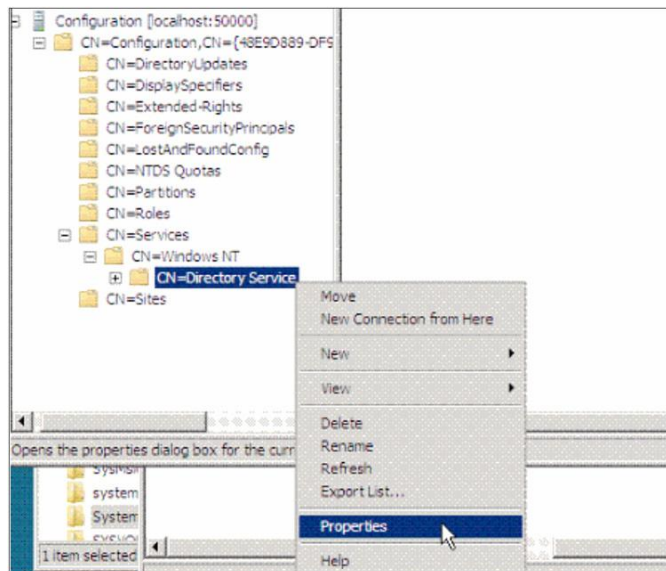 Configuration [localhost:50000]
CN=Configuration,CN={48E9D889-DF9
CN=DirectoryUpdates
CN=DisplaySpecifiers
CN=Extended-Rights
CN=ForeignSecurityPrincipals
CN=LostAndFoundConfig
CN=NTDS Quotas
CN=Partitions
CN=Roles
CN=Services
CN=Windows NT
CN=Directory Service
CN=Sites
Move
New Connection from Here
New
View
Delete
Rename
Refresh
Export List...
Properties
Help
Opens the properties dialog box for the curr
system
System
1 item selected